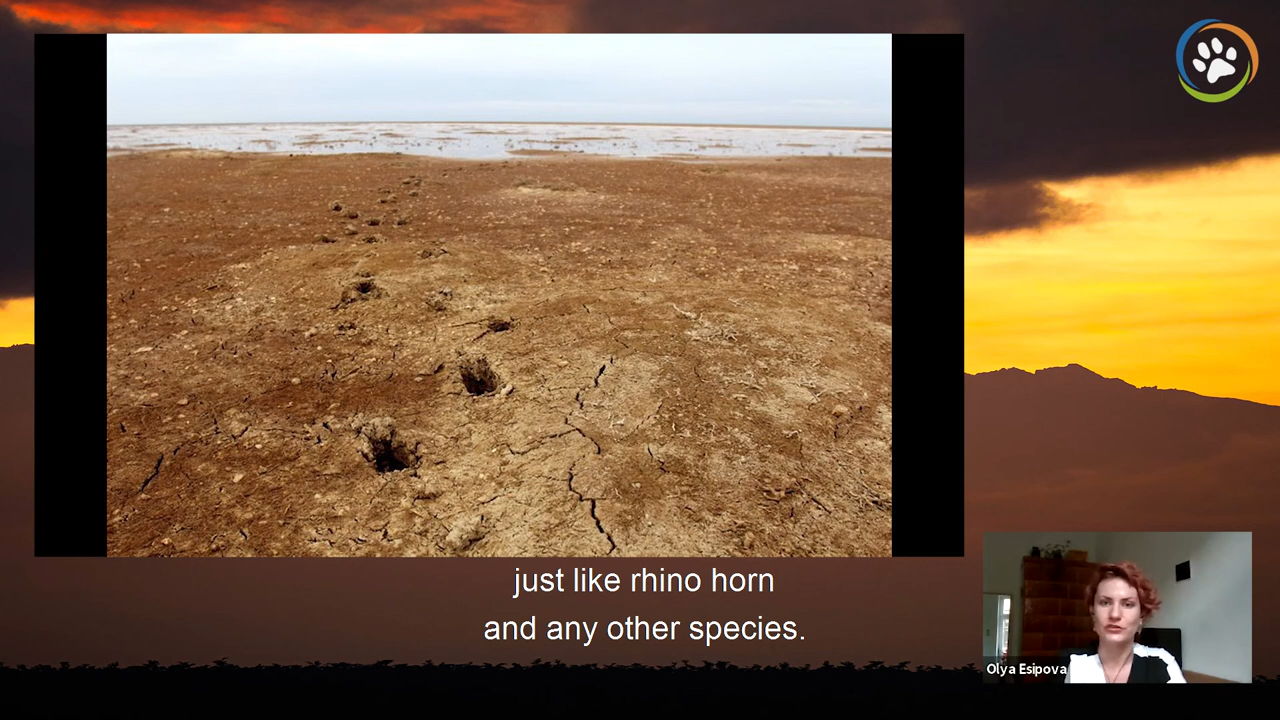 just like rhino horn
and any other species.
Olya Esipova